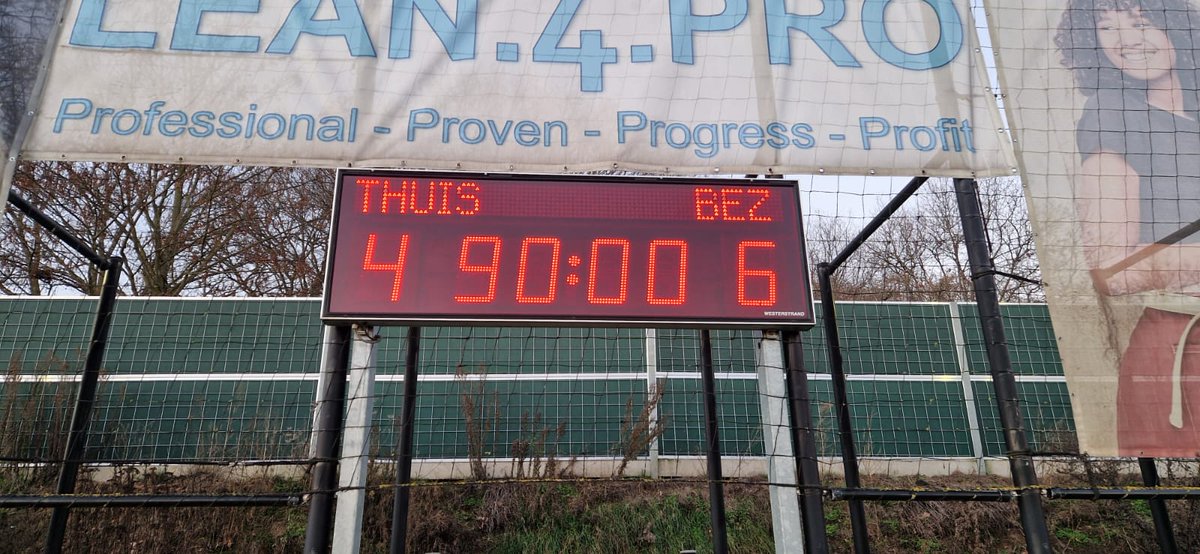 LEAN.4.PRO
Professional - Proven - Progress - Profit
THUIS BEZ
4 90:00 6
WESTERSTRAND